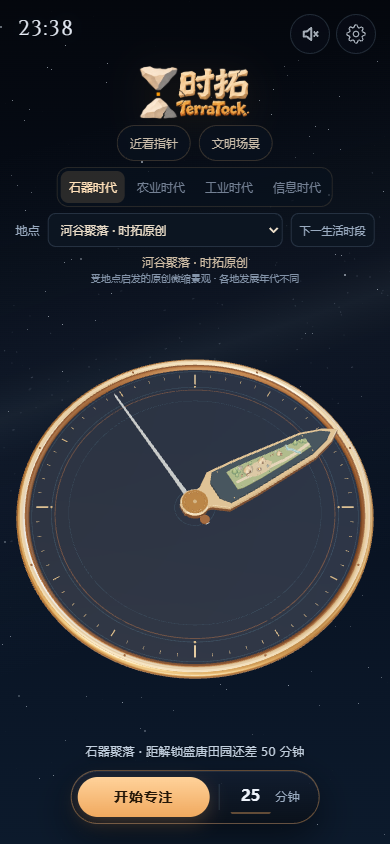 23:38
时拓
TerraTock
近看指针
文明场景
石器时代 农业时代 工业时代 信息时代
地点 河谷聚落 · 时拓原创 下一生活时段
河谷聚落 · 时拓原创
受地点启发的原创微缩景观 · 各地发展年代不同
石器聚落 · 距解锁盛唐田园还差 50 分钟
开始专注 25 分钟